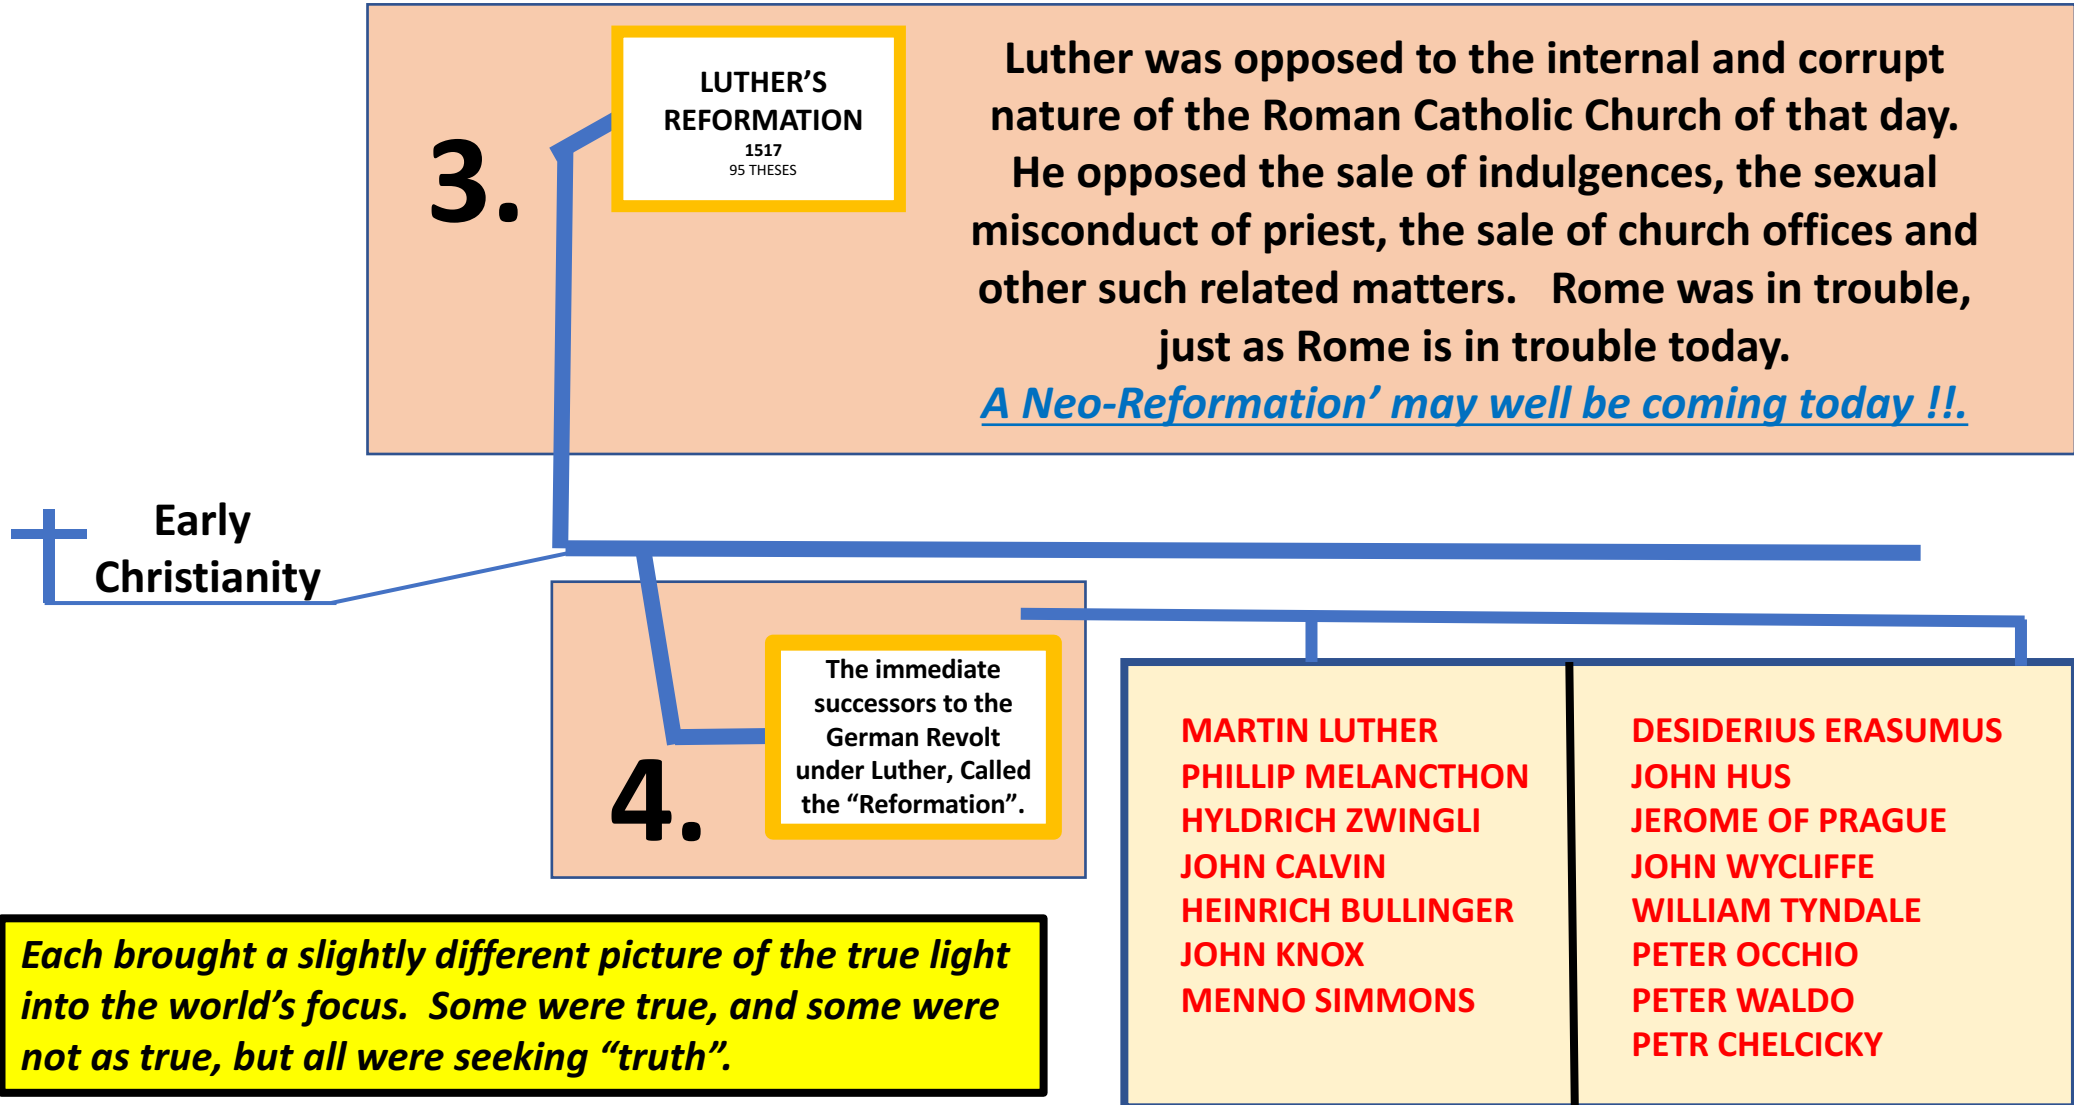 3.
LUTHER’S
REFORMATION
1517
95 THESES
Luther was opposed to the internal and corrupt
nature of the Roman Catholic Church of that day.
He opposed the sale of indulgences, the sexual
misconduct of priest, the sale of church offices and
other such related matters.   Rome was in trouble,
just as Rome is in trouble today.
A Neo-Reformation’ may well be coming today !!.
Early
Christianity
4.
The immediate
successors to the
German Revolt
under Luther, Called
the “Reformation”.
MARTIN LUTHER
PHILLIP MELANCTHON
HYLDRICH ZWINGLI
JOHN CALVIN
HEINRICH BULLINGER
JOHN KNOX
MENNO SIMMONS
DESIDERIUS ERASUMUS
JOHN HUS
JEROME OF PRAGUE
JOHN WYCLIFFE
WILLIAM TYNDALE
PETER OCCHIO
PETER WALDO
PETR CHELCICKY
Each brought a slightly different picture of the true light
into the world’s focus.  Some were true, and some were
not as true, but all were seeking “truth”.